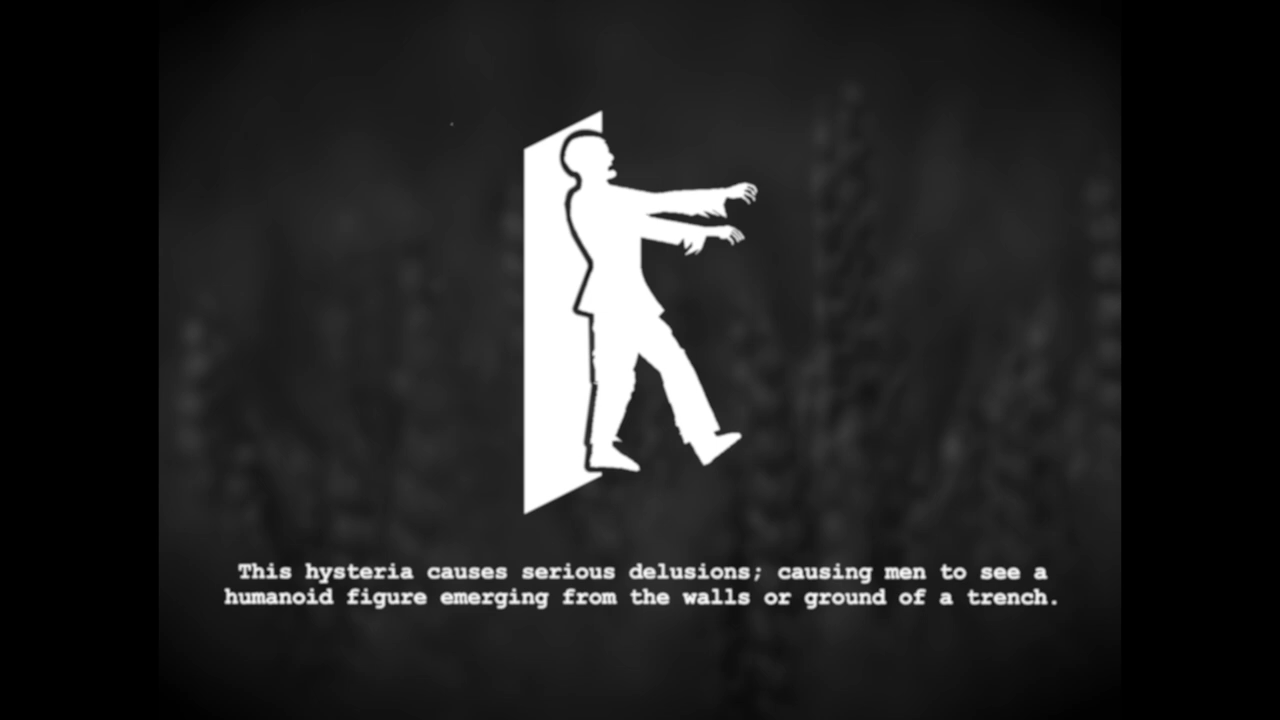 This hysteria causes serious delusions; causing men to see a
humanoid figure emerging from the walls or ground of a trench.